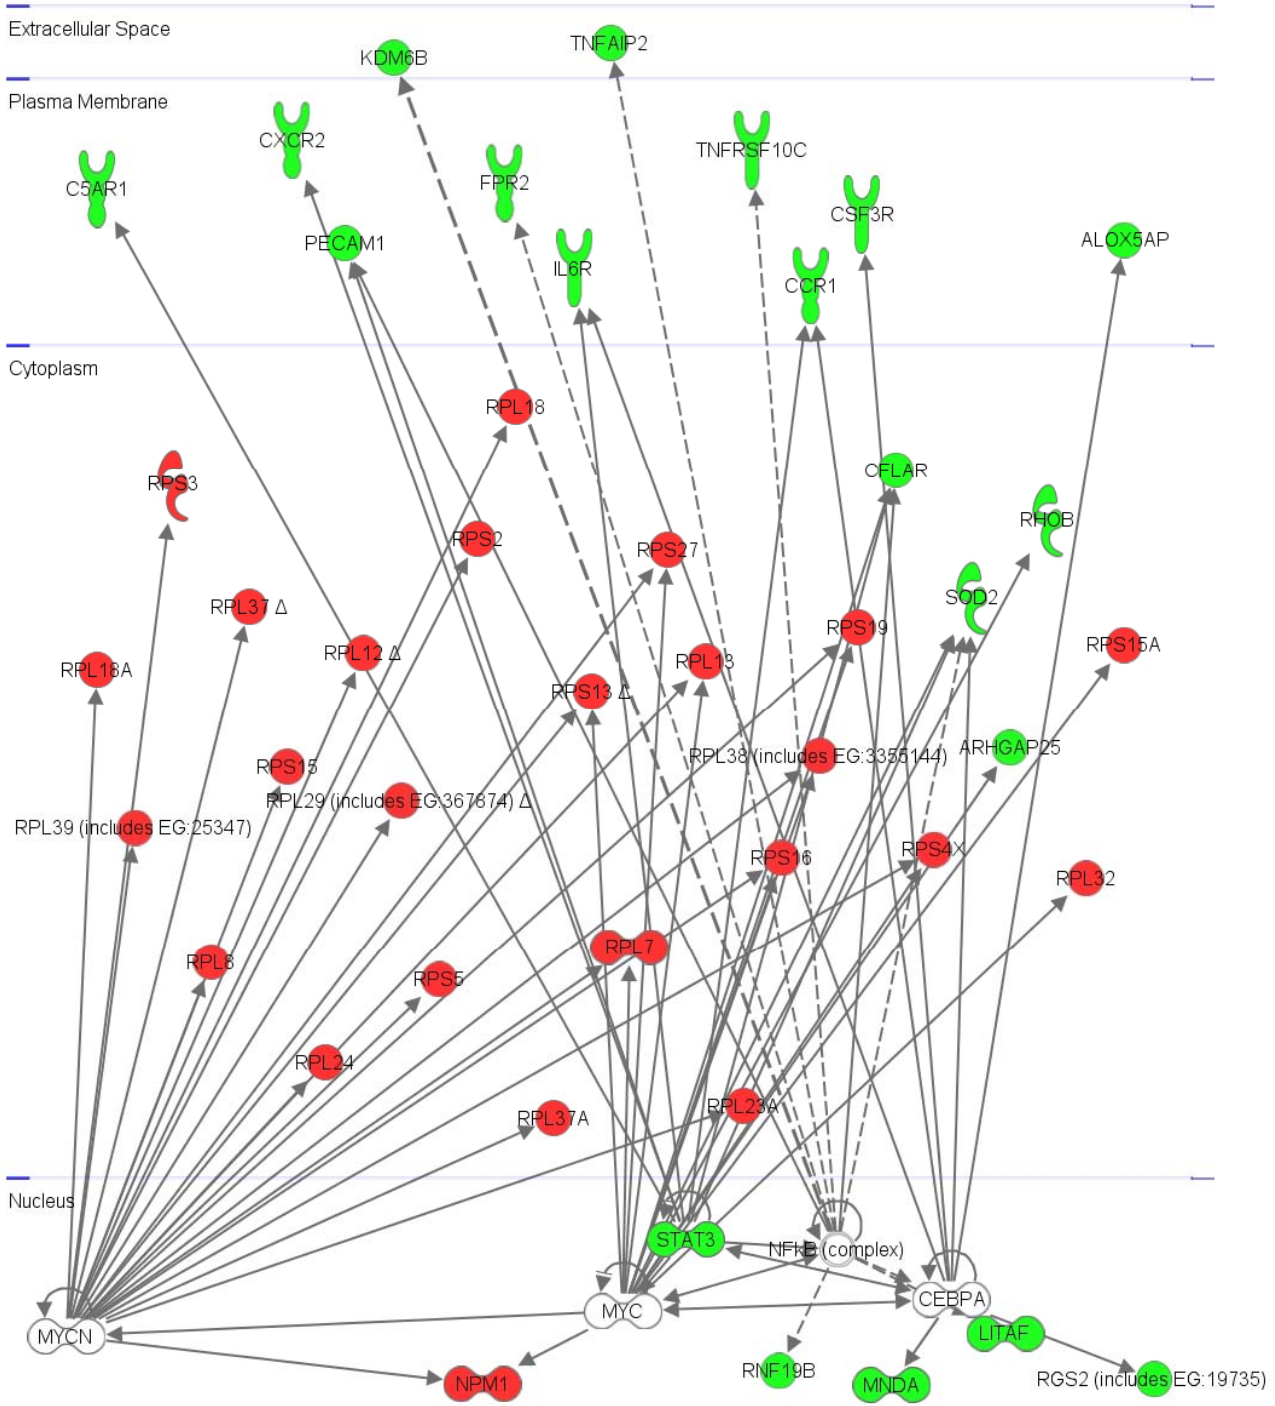 Extracellular Space
KDM6B
TNFAIP2
Plasma Membrane
CXCR2
TNFRSF10C
C5AR1
FPR2
CSF3R
PECAM1
ALOX5AP
IL6R
CCR1
Cytoplasm
RPL18
CFLAR
RPS3
RHOB
RPS2
RPS27
SOD2
RPL37 Δ
RPS19
RPS15A
RPL12 Δ
RPL13
RPL18A
RPS13 Δ
ARHGAP25
RPL38 (includes EG:3355144)
RPS15
RPL29 (includes EG:367874) Δ
RPL39 (includes EG:25347)
RPS4X
RPS16
RPL32
RPL7
RPL8
RPS5
RPL24
RPL23A
RPL37A
Nucleus
STAT3
NFkB (complex)
CEBPA
MYC
LITAF
MYCN
RNF19B
RGS2 (includes EG:19735)
NPM1
MNDA